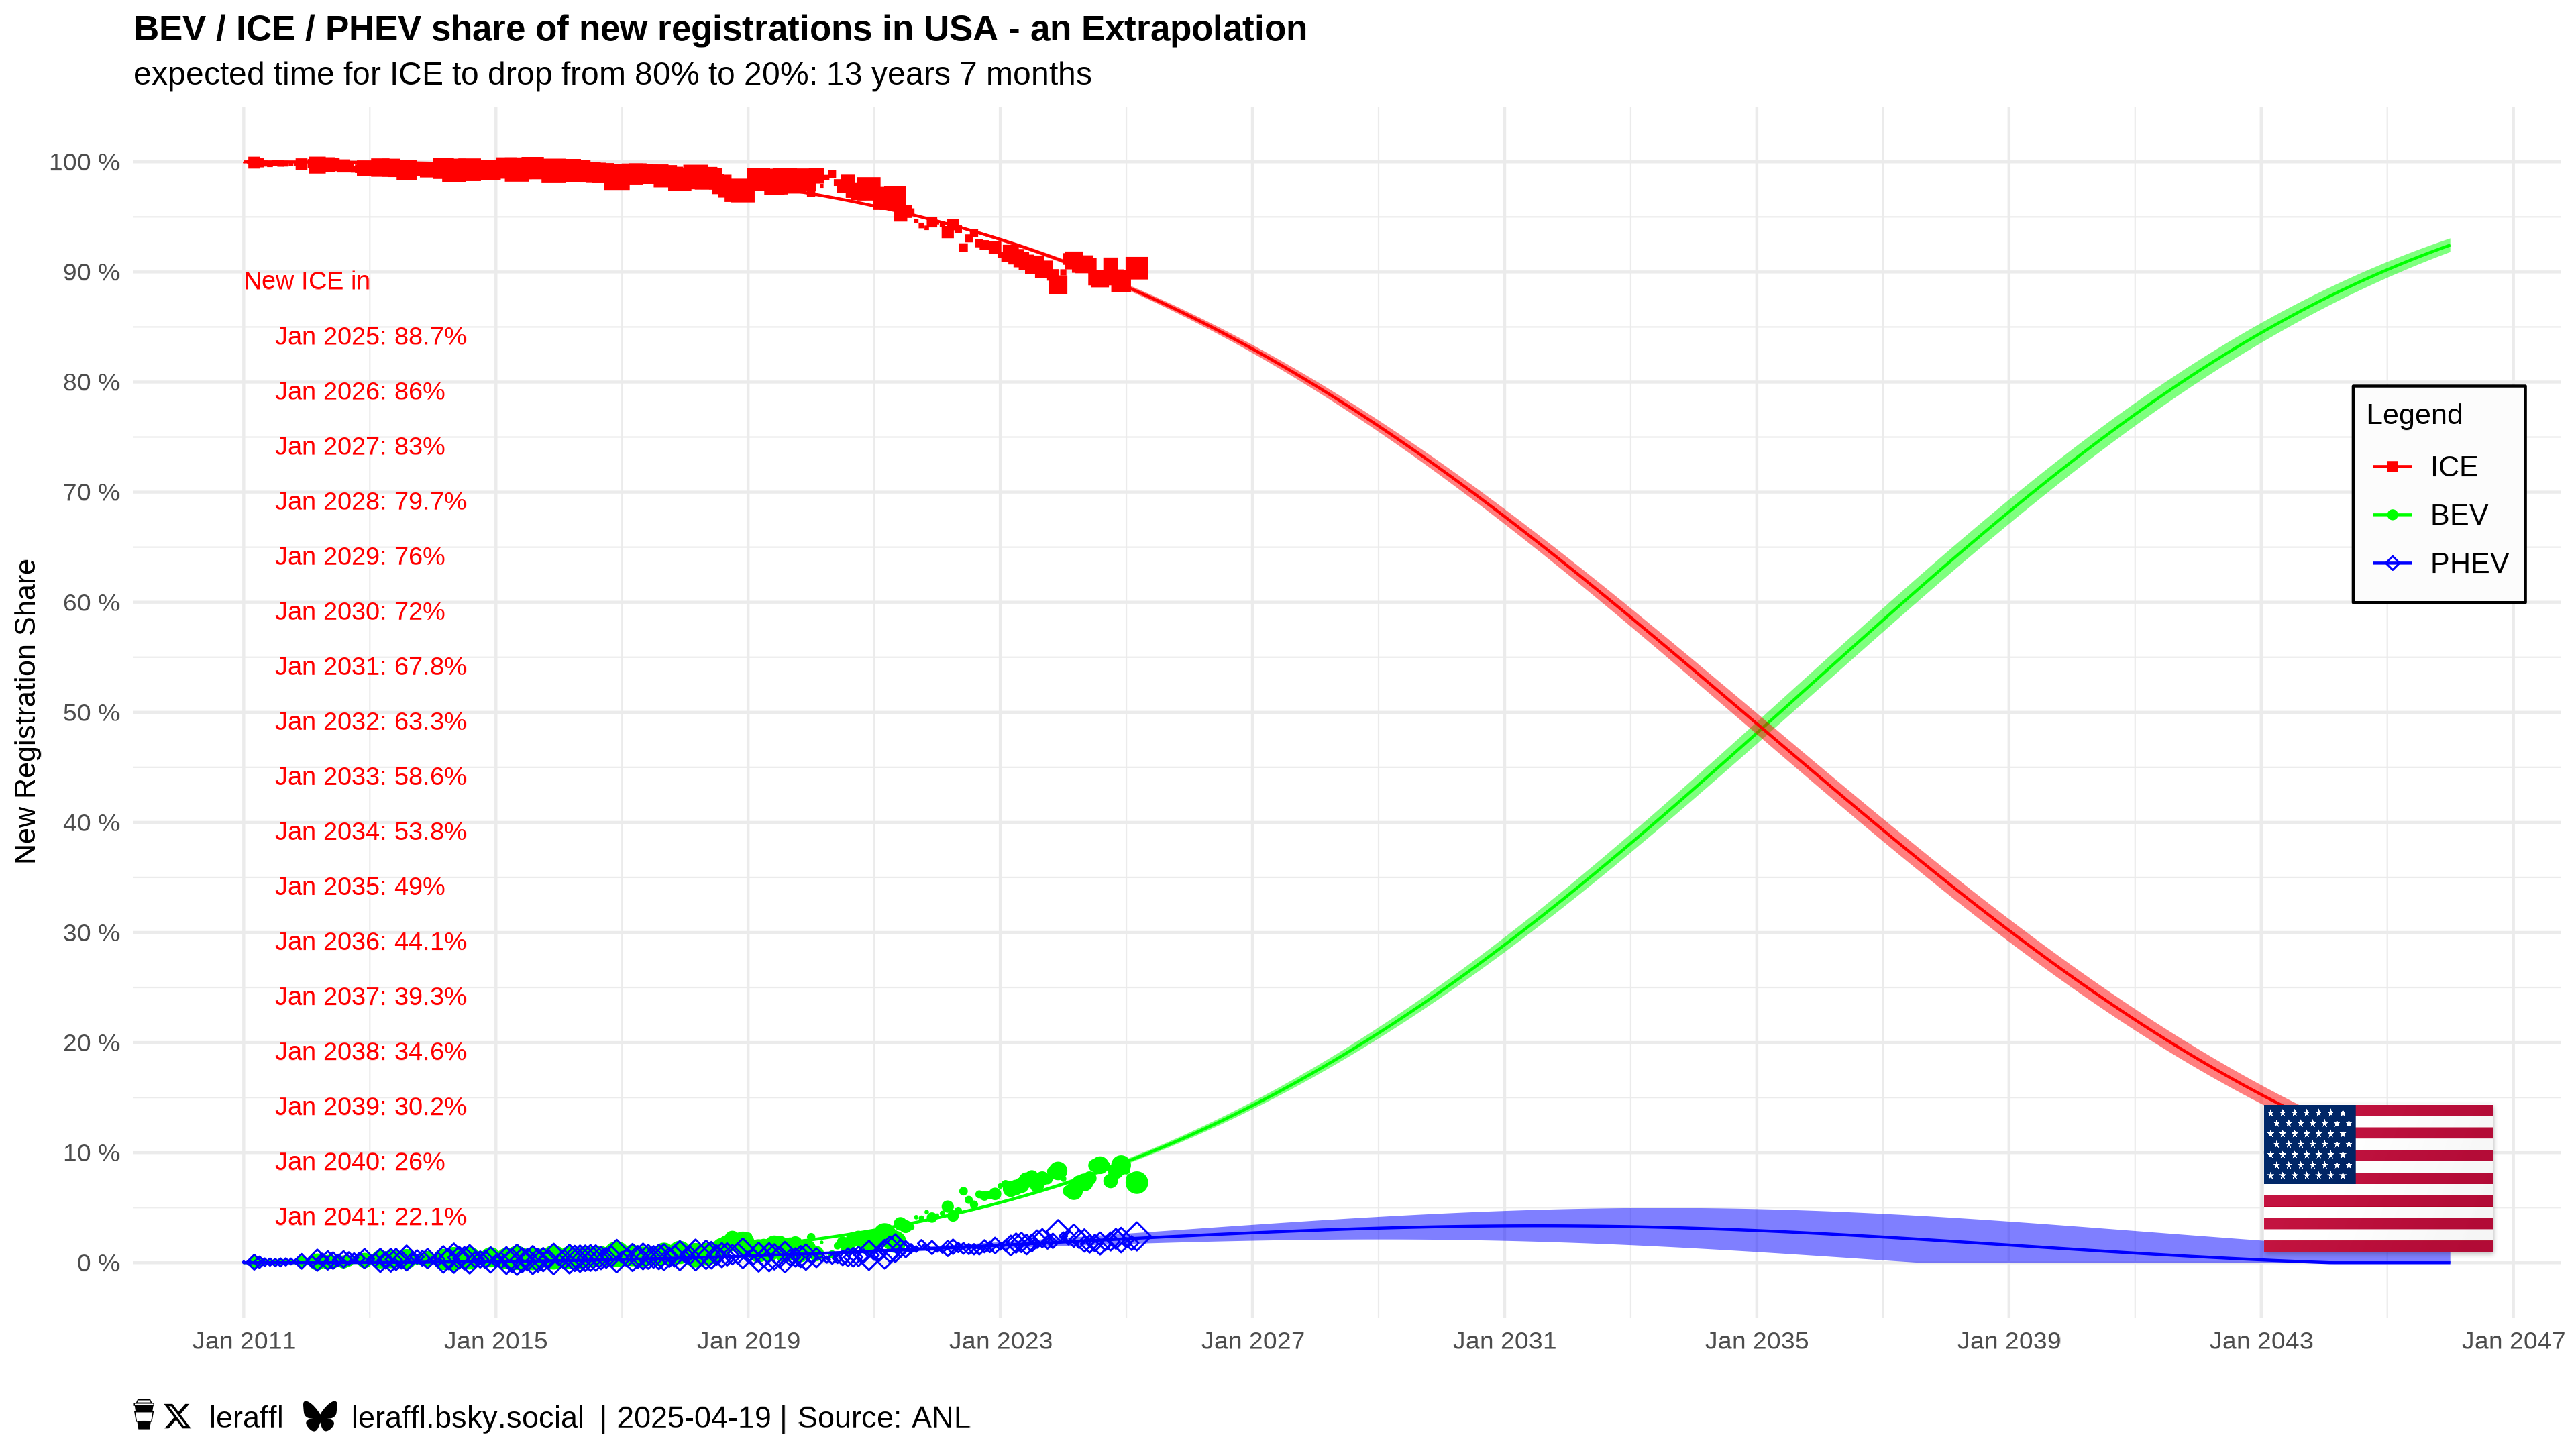 BEV / ICE / PHEV share of new registrations in USA - an Extrapolation
expected time for ICE to drop from 80% to 20%: 13 years 7 months
New Registration Share
100 %
90 %
80 %
70 %
60 %
50 %
40 %
30 %
20 %
10 %
0 %
New ICE in
Jan 2025: 88.7%
Jan 2026: 86%
Jan 2027: 83%
Jan 2028: 79.7%
Jan 2029: 76%
Jan 2030: 72%
Jan 2031: 67.8%
Jan 2032: 63.3%
Jan 2033: 58.6%
Jan 2034: 53.8%
Jan 2035: 49%
Jan 2036: 44.1%
Jan 2037: 39.3%
Jan 2038: 34.6%
Jan 2039: 30.2%
Jan 2040: 26%
Jan 2041: 22.1%
Legend
ICE
BEV
PHEV
Jan 2011 Jan 2015 Jan 2019 Jan 2023 Jan 2027 Jan 2031 Jan 2035 Jan 2039 Jan 2043 Jan 2047
leraffl leraffl.bsky.social | 2025-04-19 | Source: ANL